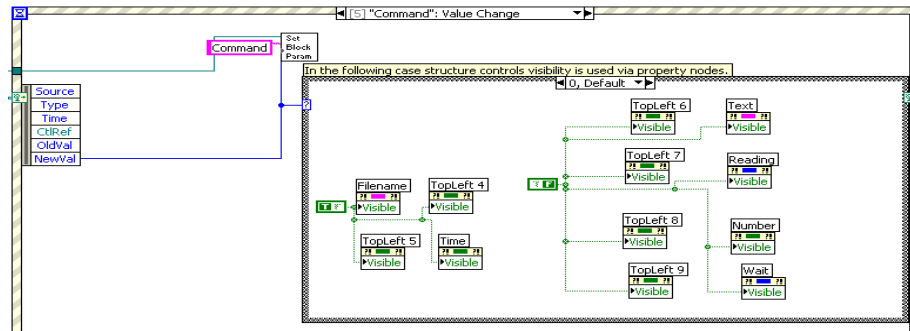 [5] "Command": Value Change
Command
Set
Block
Param
In the following case structure controls visibility is used via property nodes.
Source
Type
Time
CtlRef
OldVal
NewVal
?
0, Default
TopLeft 6
Visible
Text
Visible
TopLeft 7
Visible
Reading
Visible
Filename
Visible
TopLeft 4
Visible
T F
T F
TopLeft 8
Visible
Number
Visible
TopLeft 5
Visible
Time
Visible
TopLeft 9
Visible
Wait
Visible